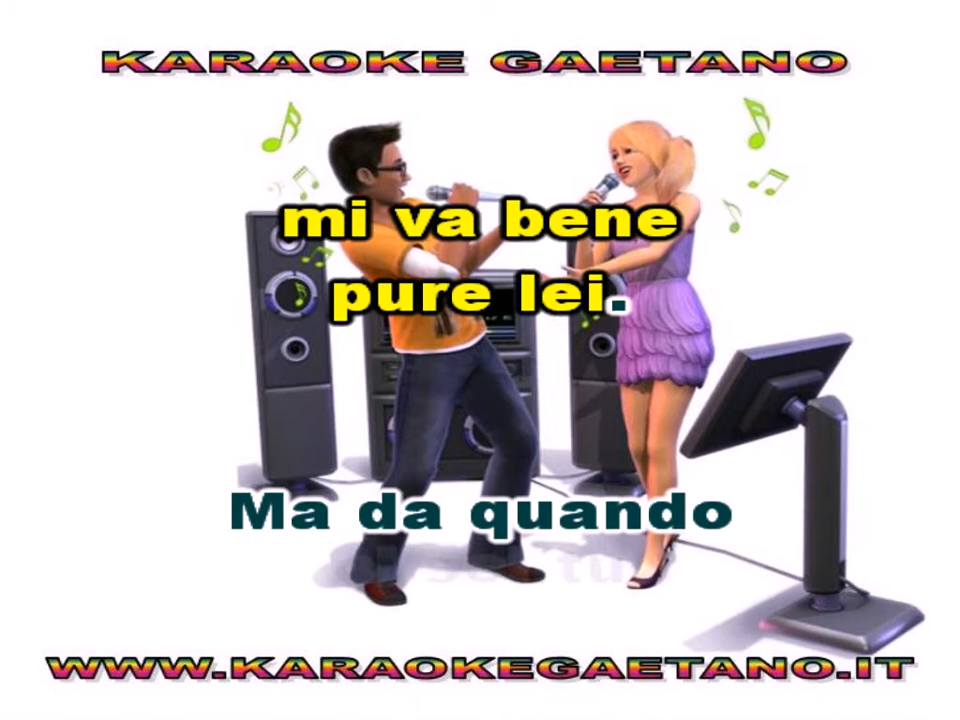 KARAOKE GAETANO
mi va bene
pure lei.
Ma da quando
WWW.KARAOKEGAETANO.IT